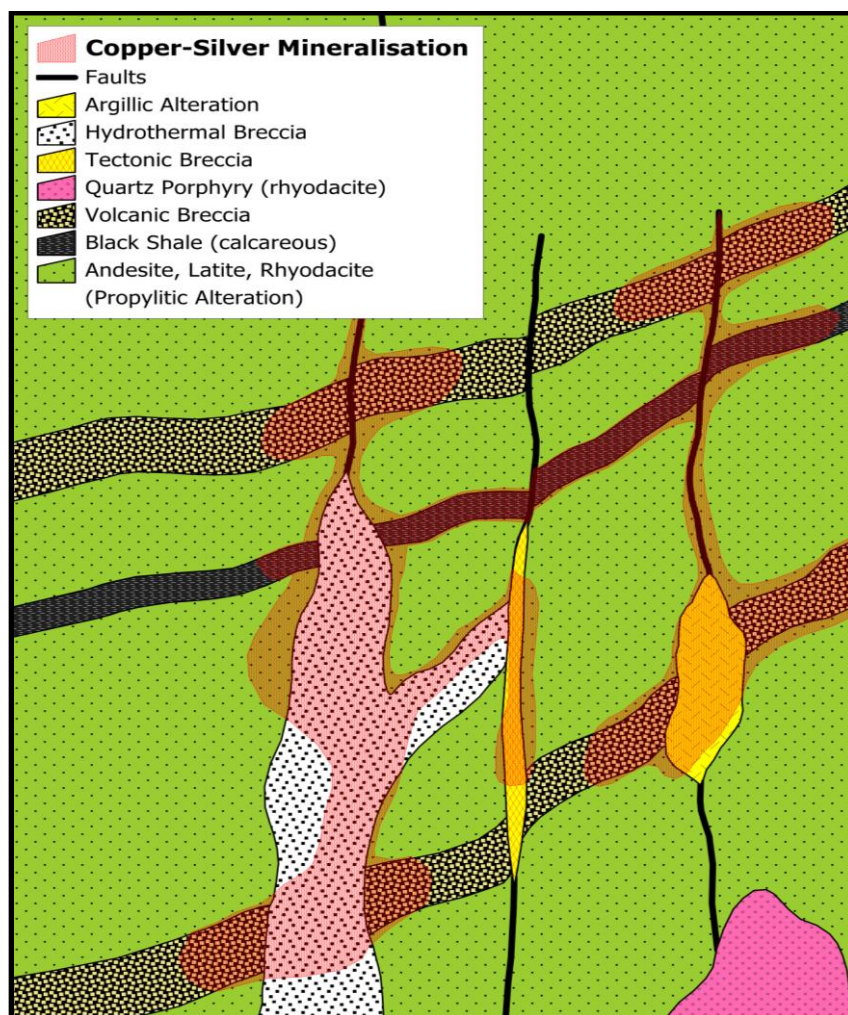 Copper-Silver Mineralisation
Faults
Argillic Alteration
Hydrothermal Breccia
Tectonic Breccia
Quartz Porphyry (rhyodacite)
Volcanic Breccia
Black Shale (calcareous)
Andesite, Latite, Rhyodacite
(Propylitic Alteration)